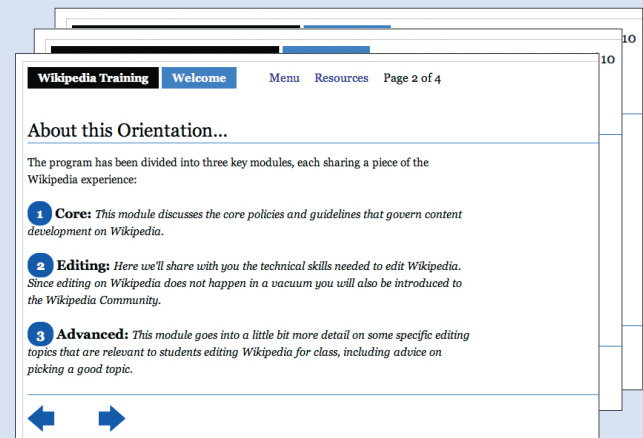 10
10
Wikipedia Training Welcome Menu Resources Page 2 of 4
About this Orientation...
The program has been divided into three key modules, each sharing a piece of the
Wikipedia experience:
1 Core: This module discusses the core policies and guidelines that govern content
development on Wikipedia.
2 Editing: Here we'll share with you the technical skills needed to edit Wikipedia.
Since editing on Wikipedia does not happen in a vacuum you will also be introduced to
the Wikipedia Community.
3 Advanced: This module goes into a little bit more detail on some specific editing
topics that are relevant to students editing Wikipedia for class, including advice on
picking a good topic.